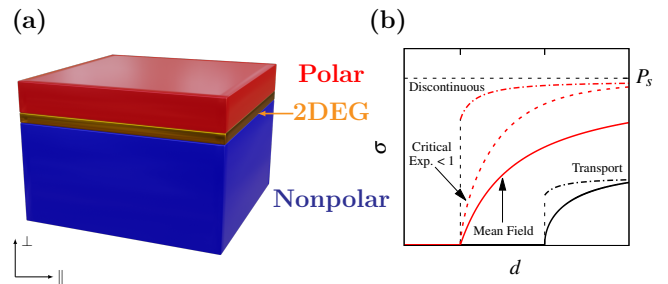 (a)
Polar
2DEG
Nonpolar
⊥
∥
(b)
P_s
Discontinuous
σ
Critical
Exp. < 1
Transport
Mean Field
d